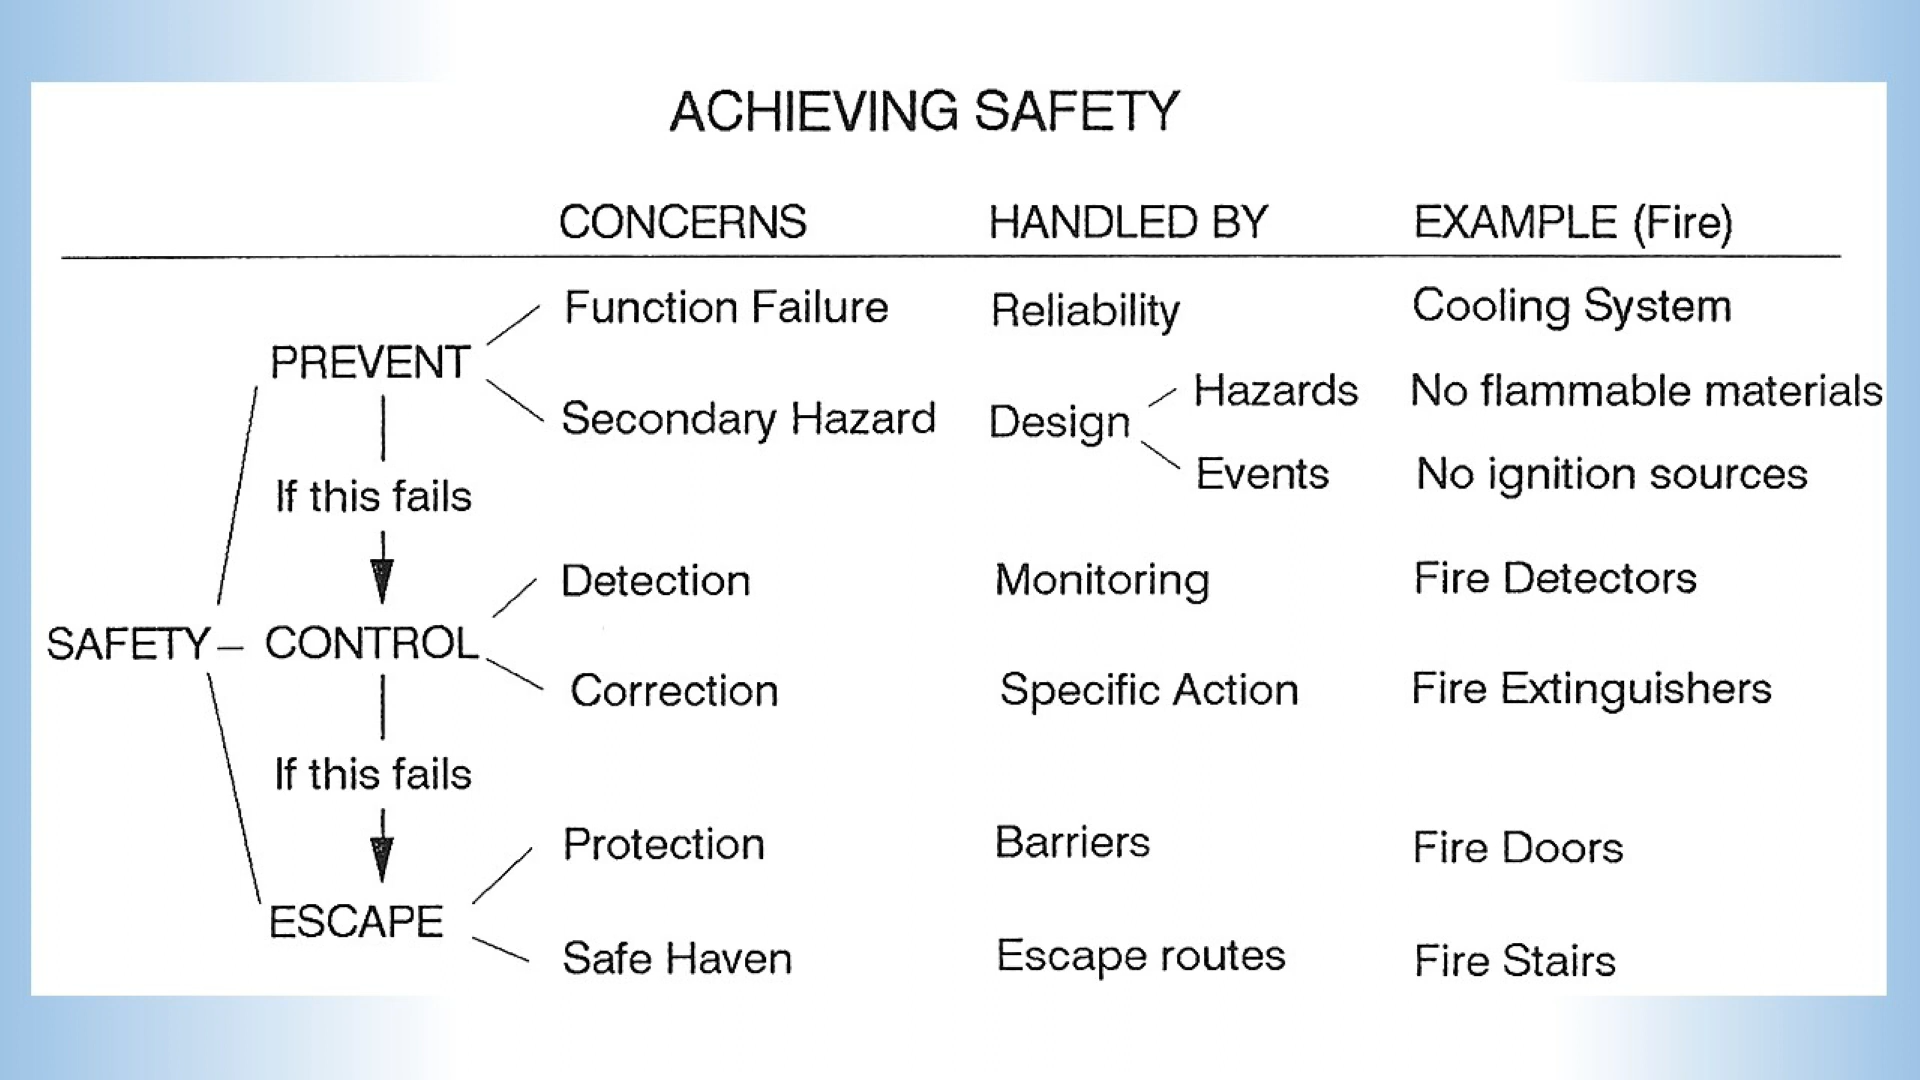 ACHIEVING SAFETY
CONCERNS HANDLED BY EXAMPLE (Fire)
Function Failure Reliability Cooling System
PREVENT
Hazards No flammable materials
Secondary Hazard Design
Events No ignition sources
If this fails
Detection Monitoring Fire Detectors
SAFETY – CONTROL
Correction Specific Action Fire Extinguishers
If this fails
Protection Barriers Fire Doors
ESCAPE
Safe Haven Escape routes Fire Stairs